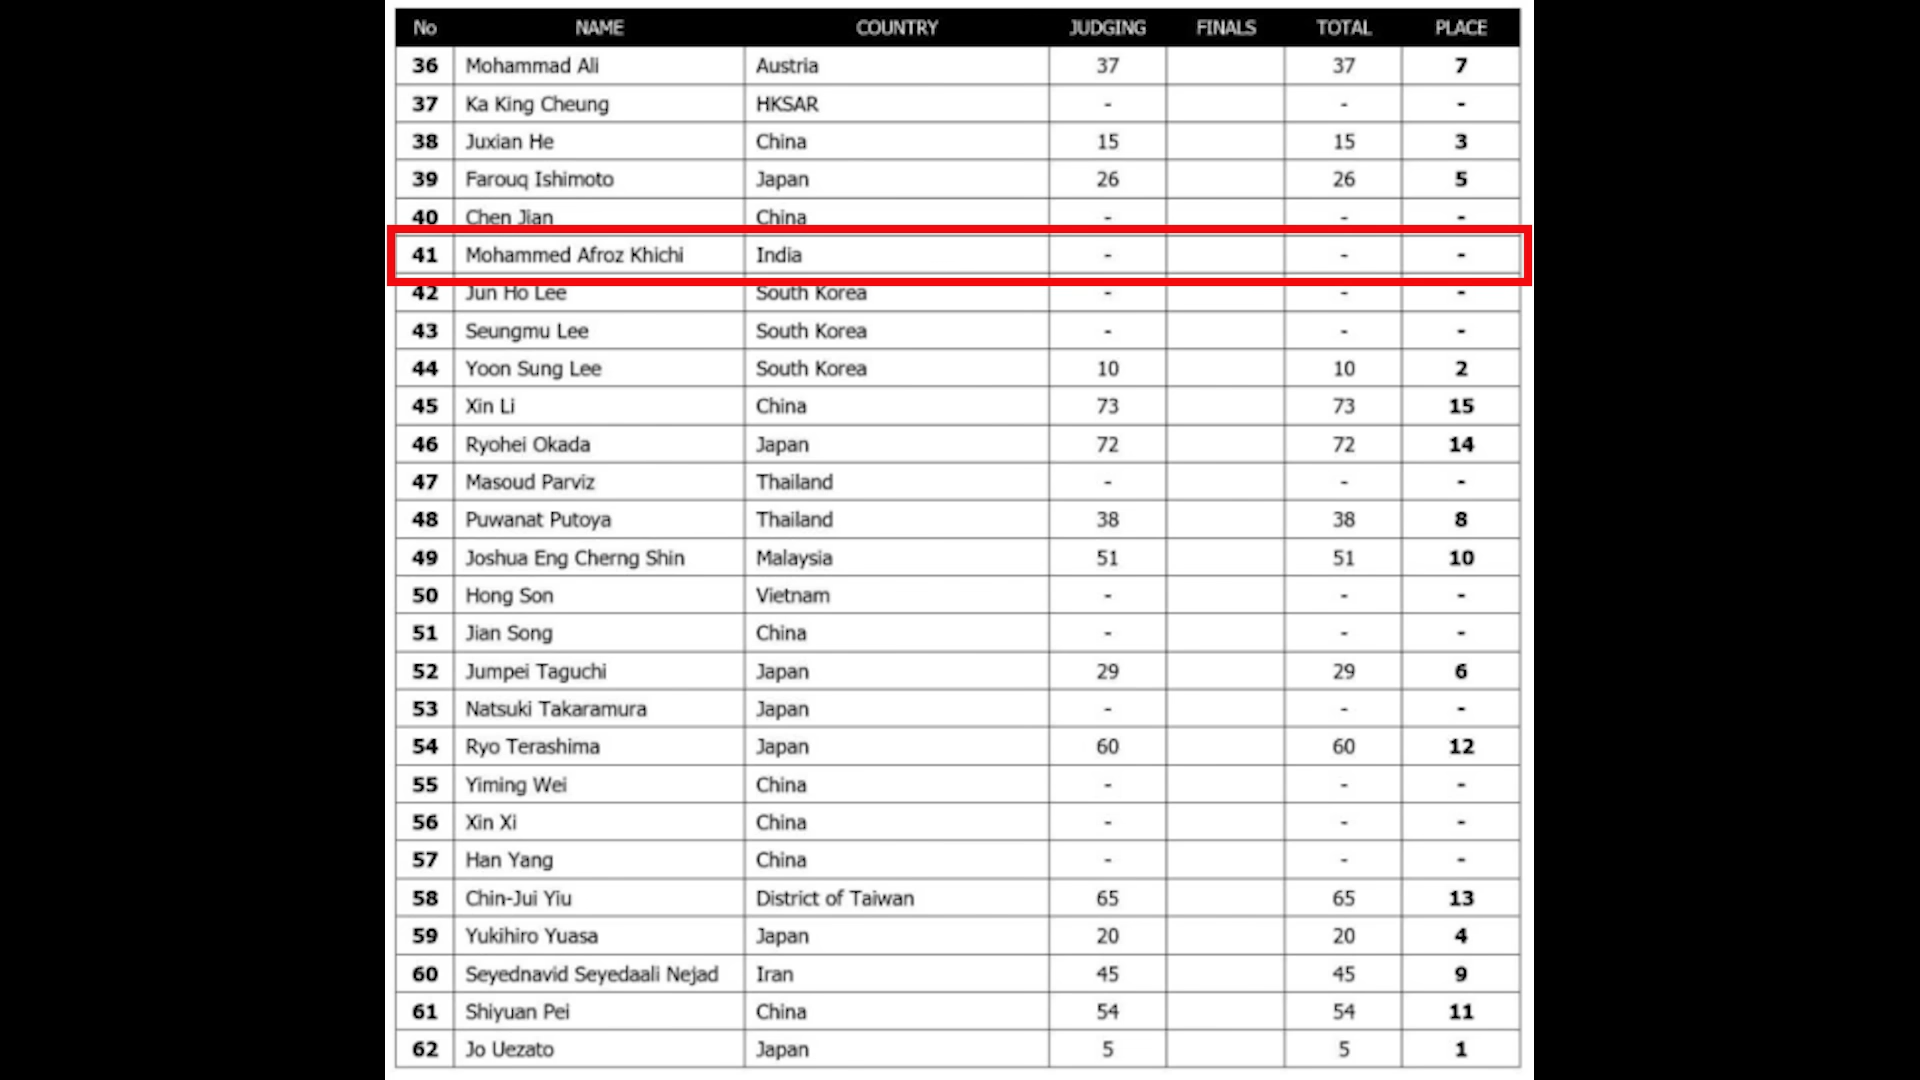 No NAME COUNTRY JUDGING FINALS TOTAL PLACE
36 Mohammad Ali Austria 37 37 7
37 Ka King Cheung HKSAR - - -
38 Juxian He China 15 15 3
39 Farouq Ishimoto Japan 26 26 5
40 Chen Jian China - - -
41 Mohammed Afroz Khichi India - - -
42 Jun Ho Lee South Korea - - -
43 Seungmu Lee South Korea - - -
44 Yoon Sung Lee South Korea 10 10 2
45 Xin Li China 73 73 15
46 Ryohei Okada Japan 72 72 14
47 Masoud Parviz Thailand - - -
48 Puwanat Putoya Thailand 38 38 8
49 Joshua Eng Cherng Shin Malaysia 51 51 10
50 Hong Son Vietnam - - -
51 Jian Song China - - -
52 Jumpei Taguchi Japan 29 29 6
53 Natsuki Takaramura Japan - - -
54 Ryo Terashima Japan 60 60 12
55 Yiming Wei China - - -
56 Xin Xi China - - -
57 Han Yang China - - -
58 Chin-Jui Yiu District of Taiwan 65 65 13
59 Yukihiro Yuasa Japan 20 20 4
60 Seyednavid Seyedaali Nejad Iran 45 45 9
61 Shiyuan Pei China 54 54 11
62 Jo Uezato Japan 5 5 1